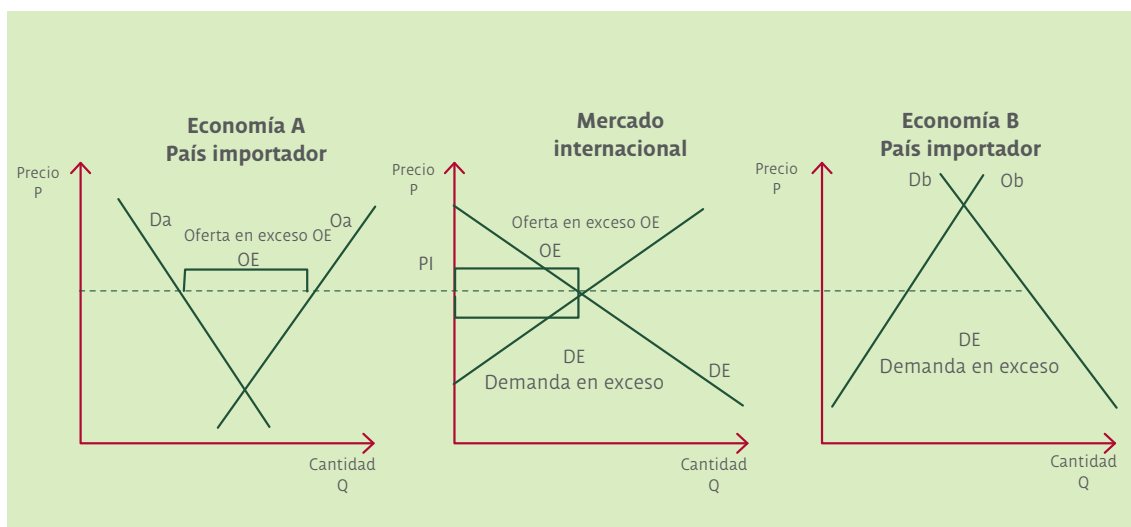 Economía A
País importador
Precio
P
Da
Oa
Oferta en exceso OE
OE
Cantidad
Q
Mercado
internacional
Precio
P
PI
Oferta en exceso OE
OE
DE
Demanda en exceso
DE
Cantidad
Q
Economía B
País importador
Precio
P
Db
Ob
DE
Demanda en exceso
Cantidad
Q